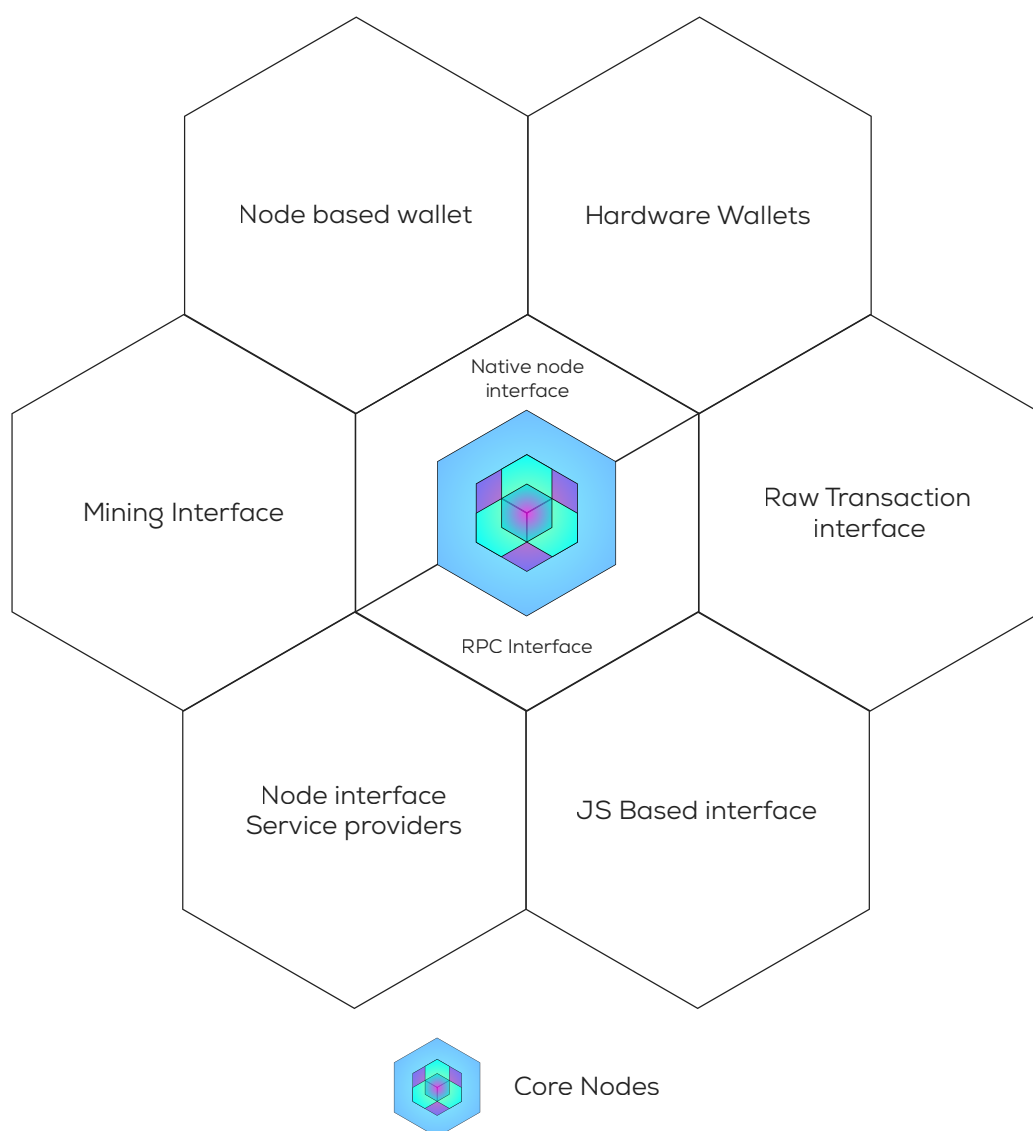 Node based wallet
Hardware Wallets
Native node
interface
Mining Interface
Raw Transaction
interface
RPC Interface
Node interface
Service providers
JS Based interface
Core Nodes